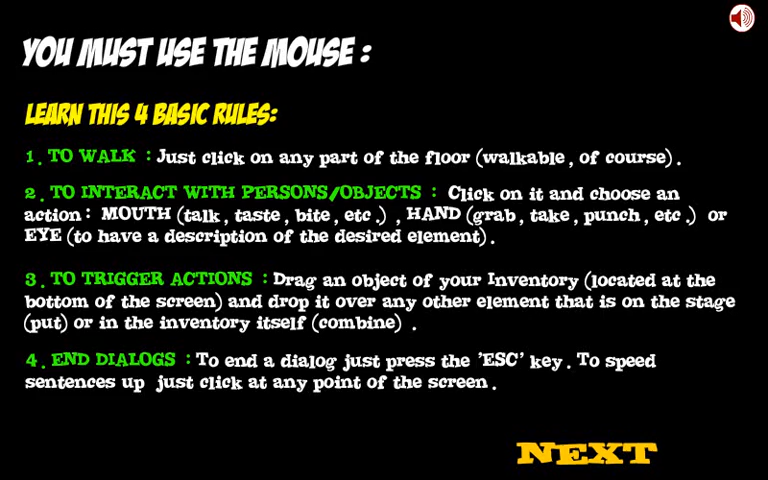 YOU MUST USE THE MOUSE :
LEARN THIS 4 BASIC RULES:
1. TO WALK : Just click on any part of the floor (walkable, of course).
2. TO INTERACT WITH PERSONS/OBJECTS : Click on it and choose an
action: MOUTH (talk, taste, bite, etc.) , HAND (grab, take, punch, etc.) or
EYE (to have a description of the desired element).
3. TO TRIGGER ACTIONS : Drag an object of your Inventory (located at the
bottom of the screen) and drop it over any other element that is on the stage
(put) or in the inventory itself (combine) .
4. END DIALOGS : To end a dialog just press the 'ESC' key. To speed
sentences up just click at any point of the screen.
NEXT